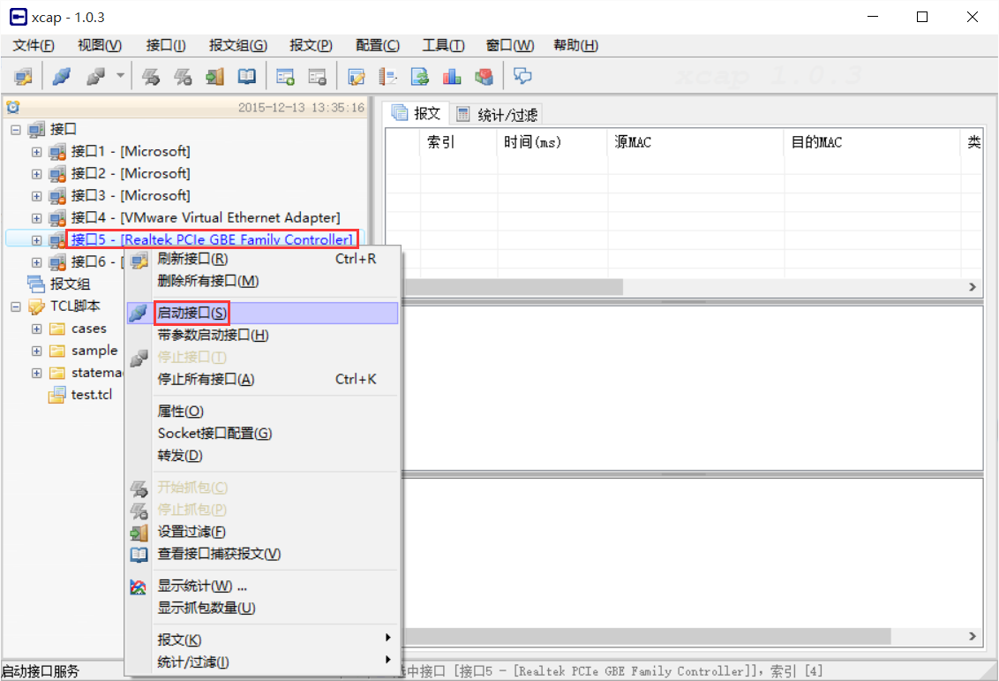 xcap - 1.0.3
文件(F) 视图(V) 接口(I) 报文组(G) 报文(P) 配置(C) 工具(T) 窗口(W) 帮助(H)
xcap 1.0.3
2015-12-13 13:35:16
接口
接口1 - [Microsoft]
接口2 - [Microsoft]
接口3 - [Microsoft]
接口4 - [VMware Virtual Ethernet Adapter]
接口5 - [Realtek PCIe GBE Family Controller]
接口6 - [
报文组
TCL脚本
cases
sample
statema
test.tcl
刷新接口(R) Ctrl+R
删除所有接口(M)
启动接口(S)
带参数启动接口(H)
停止接口(T)
停止所有接口(A) Ctrl+K
属性(O)
Socket接口配置(G)
转发(D)
开始抓包(C)
停止抓包(P)
设置过滤(F)
查看接口捕获报文(V)
显示统计(W) ...
显示抓包数量(U)
报文(K)
统计/过滤(I)
报文 统计/过滤
索引 时间(ms) 源MAC 目的MAC 类
启动接口服务
选中接口 [接口5 - [Realtek PCIe GBE Family Controller]], 索引 [4]